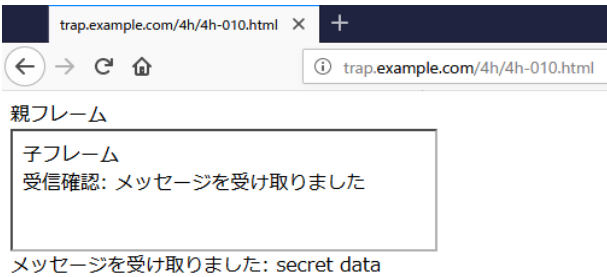 trap.example.com/4h/4h-010.html
trap.example.com/4h/4h-010.html
親フレーム
子フレーム
受信確認: メッセージを受け取りました
メッセージを受け取りました: secret data